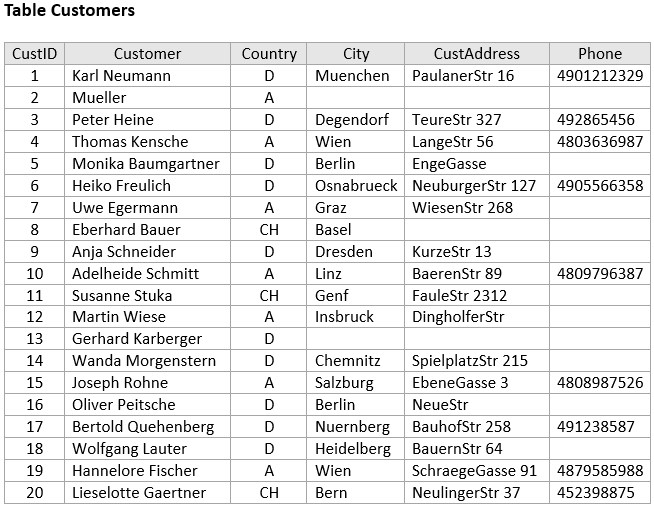 Table Customers
CustID Customer Country City CustAddress Phone
1 Karl Neumann D Muenchen PaulanerStr 16 4901212329
2 Mueller A
3 Peter Heine D Degendorf TeureStr 327 492865456
4 Thomas Kensche A Wien LangeStr 56 4803636987
5 Monika Baumgartner D Berlin EngeGasse
6 Heiko Freulich D Osnabrueck NeuburgerStr 127 4905566358
7 Uwe Egermann A Graz WiesenStr 268
8 Eberhard Bauer CH Basel
9 Anja Schneider D Dresden KurzeStr 13
10 Adelheide Schmitt A Linz BaerenStr 89 4809796387
11 Susanne Stuka CH Genf FauleStr 2312
12 Martin Wiese A Insbruck DingholferStr
13 Gerhard Karberger D
14 Wanda Morgenstern D Chemnitz SpielplatzStr 215
15 Joseph Rohne A Salzburg EbeneGasse 3 4808987526
16 Oliver Peitsche D Berlin NeueStr
17 Bertold Quehenberg D Nuernberg BauhofStr 258 491238587
18 Wolfgang Lauter D Heidelberg BauernStr 64
19 Hannelore Fischer A Wien SchraegeGasse 91 4879585988
20 Lieselotte Gaertner CH Bern NeulingerStr 37 452398875